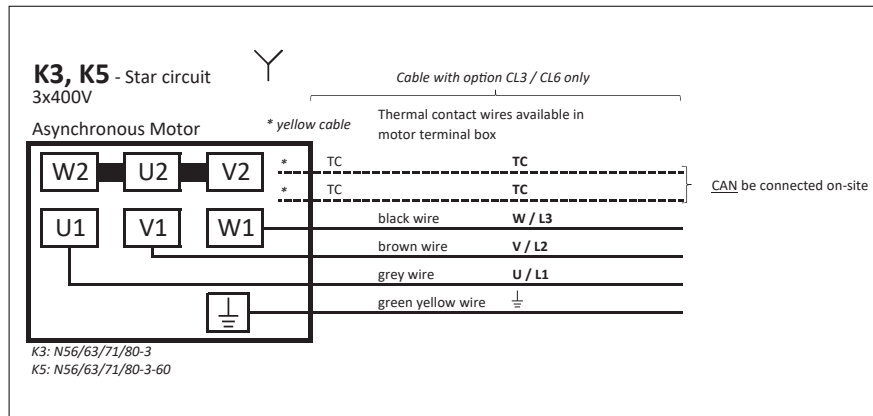 K3, K5 - Star circuit
3x400V
Cable with option CL3 / CL6 only
Asynchronous Motor
* yellow cable
Thermal contact wires available in
motor terminal box
W2 U2 V2
* TC TC
* TC TC
CAN be connected on-site
U1 V1 W1
black wire W / L3
brown wire V / L2
grey wire U / L1
green yellow wire
K3: N56/63/71/80-3
K5: N56/63/71/80-3-60